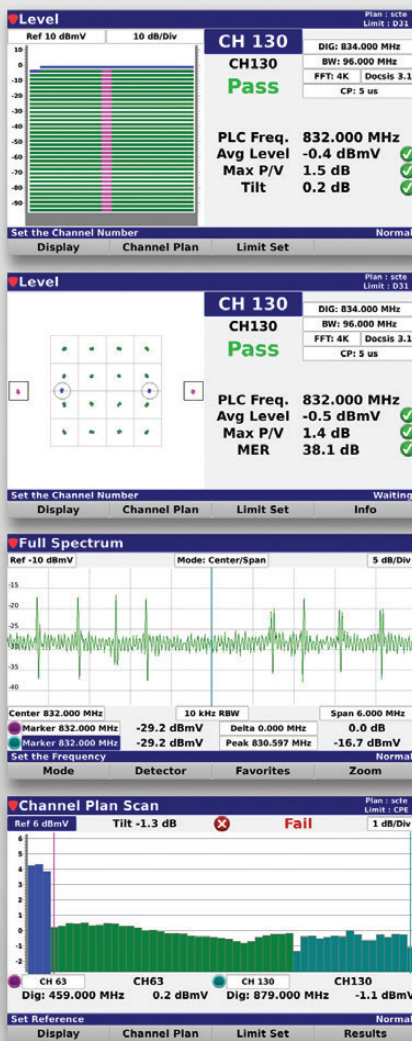 Level
Plan : scte
Limit : D31
Ref 10 dBmV 10 dB/Div
CH 130
DIG: 834.000 MHz
CH130
BW: 96.000 MHz
Pass
FFT: 4K Docsis 3.1
CP: 5 us
10
0
-10
-20
-30
-40
-50
-60
-70
-80
-90
PLC Freq. 832.000 MHz
Avg Level -0.4 dBmV
Max P/V 1.5 dB
Tilt 0.2 dB
Set the Channel Number Normal
Display Channel Plan Limit Set
Level
Plan : scte
Limit : D31
CH 130
DIG: 834.000 MHz
CH130
BW: 96.000 MHz
Pass
FFT: 4K Docsis 3.1
CP: 5 us
PLC Freq. 832.000 MHz
Avg Level -0.5 dBmV
Max P/V 1.4 dB
MER 38.1 dB
Set the Channel Number Waiting
Display Channel Plan Limit Set Info
Full Spectrum
Ref -10 dBmV Mode: Center/Span 5 dB/Div
-15
-20
-25
-35
-40
Center 832.000 MHz 10 kHz RBW Span 6.000 MHz
Marker 832.000 MHz -29.2 dBmV Delta 0.000 MHz 0.0 dB
Marker 832.000 MHz -29.2 dBmV Peak 830.597 MHz -16.7 dBmV
Set the Frequency Normal
Mode Detector Favorites Zoom
Channel Plan Scan
Plan : scte
Limit : CPE
Ref 6 dBmV Tilt -1.3 dB Fail 1 dB/Div
6
5
4
3
2
1
0
-1
-2
CH 63 CH63 CH 130 CH130
Dig: 459.000 MHz 0.2 dBmV Dig: 879.000 MHz -1.1 dBmV
Set Reference Normal
Display Channel Plan Limit Set Results